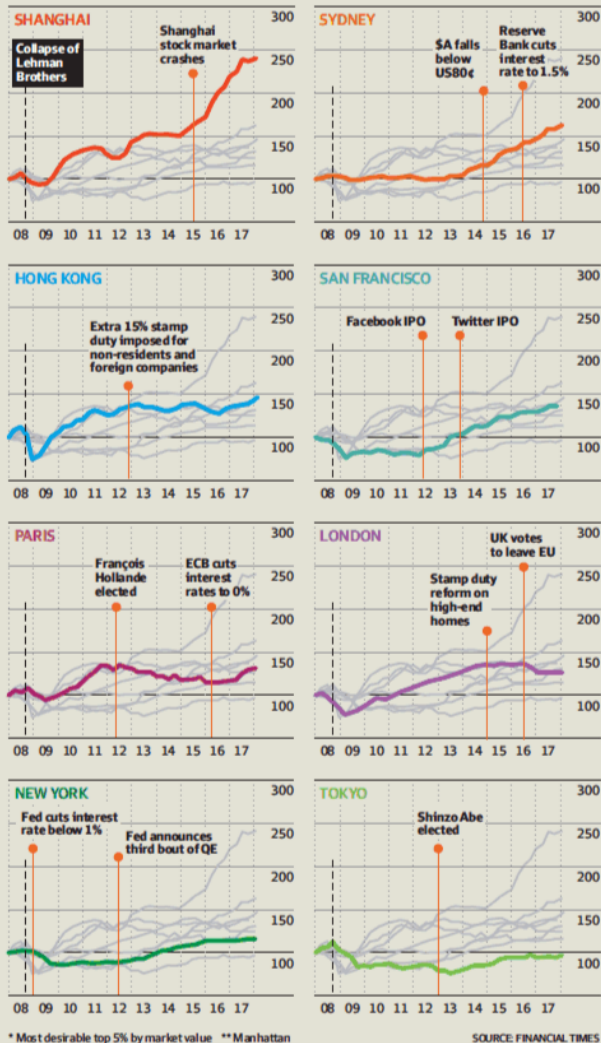 SHANGHAI
300
250
200
150
100
Collapse of
Lehman
Brothers
Shanghai
stock market
crashes
08 09 10 11 12 13 14 15 16 17
SYDNEY
300
250
200
150
100
$A falls
below
US80¢
Reserve
Bank cuts
interest
rate to 1.5%
08 09 10 11 12 13 14 15 16 17
HONG KONG
300
250
200
150
100
Extra 15% stamp
duty imposed for
non-residents and
foreign companies
08 09 10 11 12 13 14 15 16 17
SAN FRANCISCO
300
250
200
150
100
Facebook IPO
Twitter IPO
08 09 10 11 12 13 14 15 16 17
PARIS
300
250
200
150
100
François
Hollande
elected
ECB cuts
interest
rates to 0%
08 09 10 11 12 13 14 15 16 17
LONDON
300
250
200
150
100
Stamp duty
reform on
high-end
homes
UK votes
to leave EU
08 09 10 11 12 13 14 15 16 17
NEW YORK
300
250
200
150
100
Fed cuts interest
rate below 1%
Fed announces
third bout of QE
08 09 10 11 12 13 14 15 16 17
TOKYO
300
250
200
150
100
Shinzo Abe
elected
08 09 10 11 12 13 14 15 16 17
* Most desirable top 5% by market value ** Manhattan
SOURCE: FINANCIAL TIMES